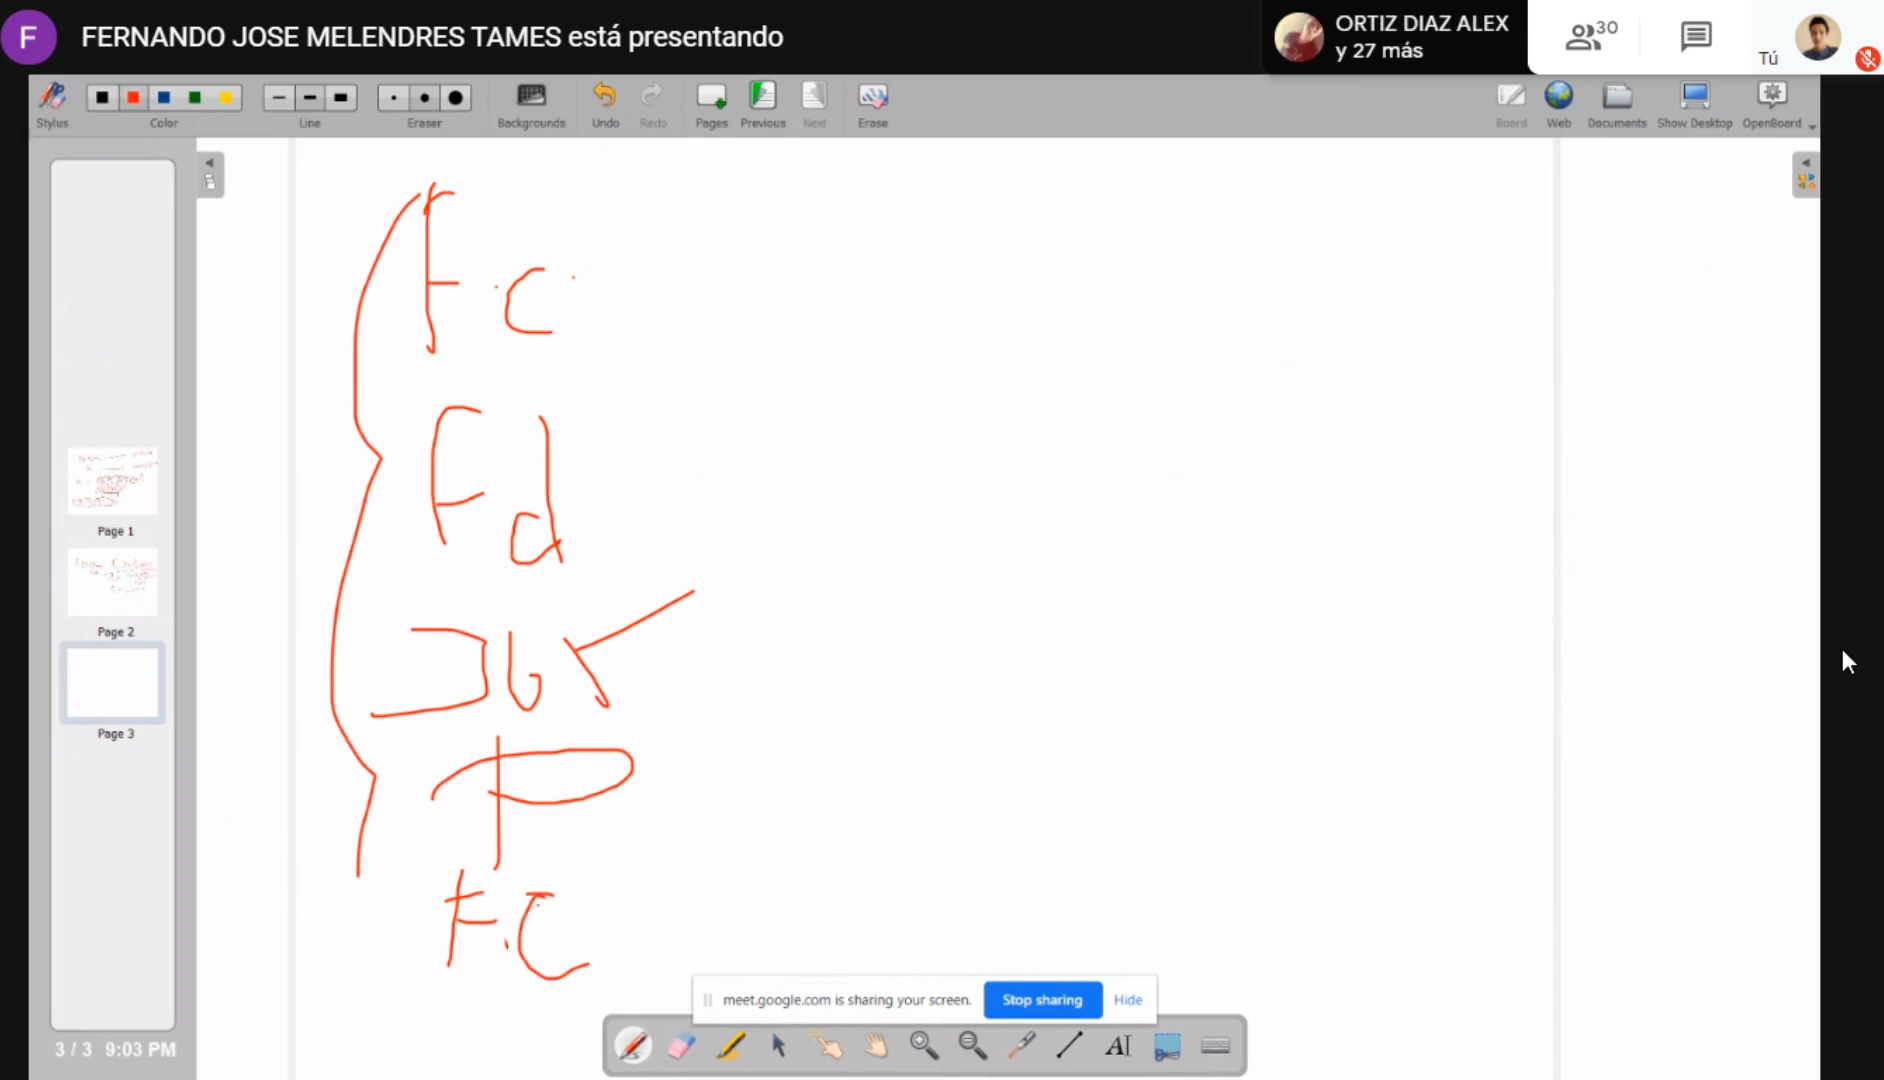 F
FERNANDO JOSE MELENDRES TAMES está presentando
ORTIZ DIAZ ALEX
y 27 más
30
Tú
Stylus
Color
Line
Eraser
Backgrounds
Undo
Redo
Pages
Previous
Next
Erase
Board
Web
Documents
Show Desktop
OpenBoard
F.C.
Fd
P
F.C
Page 1
Page 2
Page 3
3 / 3 9:03 PM
meet.google.com is sharing your screen.
Stop sharing
Hide